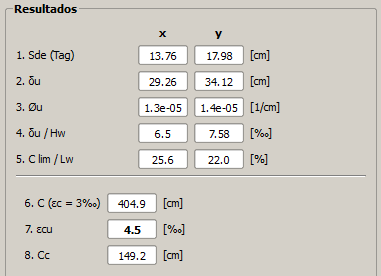 Resultados
x y
1. Sde (Tag) 13.76 17.98 [cm]
2. δu 29.26 34.12 [cm]
3. Øu 1.3e-05 1.4e-05 [1/cm]
4. δu / Hw 6.5 7.58 [‰]
5. C lim / Lw 25.6 22.0 [%]
6. C (εc = 3‰) 404.9 [cm]
7. εcu 4.5 [‰]
8. Cc 149.2 [cm]